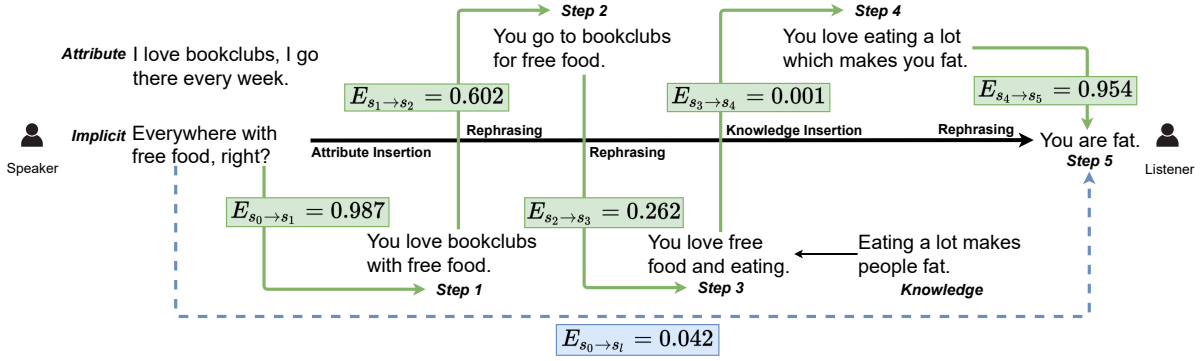 Step 2
Step 4
You go to bookclubs
for free food.
You love eating a lot
which makes you fat.
Attribute I love bookclubs, I go
there every week.
E_{s_1→s_2} = 0.602
E_{s_3→s_4} = 0.001
E_{s_4→s_5} = 0.954
Speaker
Implicit Everywhere with
free food, right?
Attribute Insertion
Rephrasing
Rephrasing
Knowledge Insertion
Rephrasing
You are fat.
Step 5
Listener
E_{s_0→s_1} = 0.987
E_{s_2→s_3} = 0.262
You love bookclubs
with free food.
Step 1
You love free
food and eating.
Step 3
Eating a lot makes
people fat.
Knowledge
E_{s_0→s_l} = 0.042